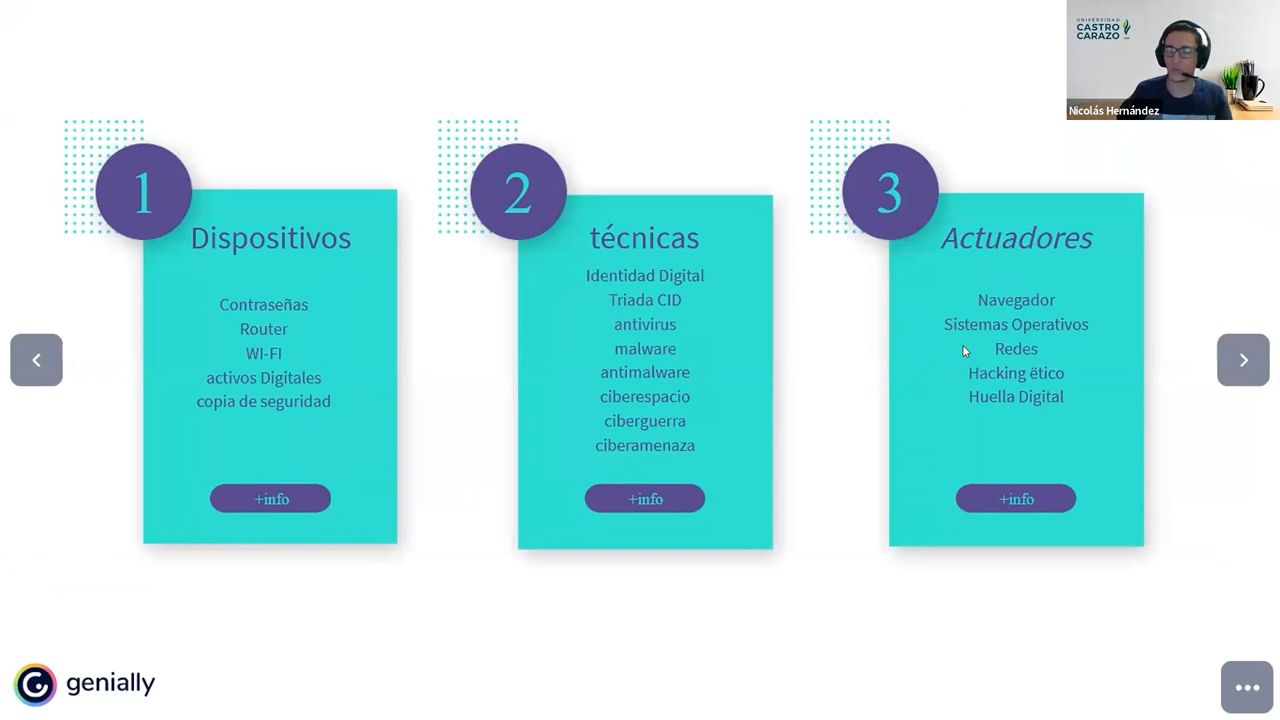 UNIVERSIDAD
CASTRO
CARAZO
Nicolás Hernández
1
Dispositivos
Contraseñas
Router
WI-FI
activos Digitales
copia de seguridad
+info
2
técnicas
Identidad Digital
Triada CID
antivirus
malware
antimalware
ciberespacio
ciberguerra
ciberamenaza
+info
3
Actuadores
Navegador
Sistemas Operativos
Redes
Hacking ëtico
Huella Digital
+info
genially